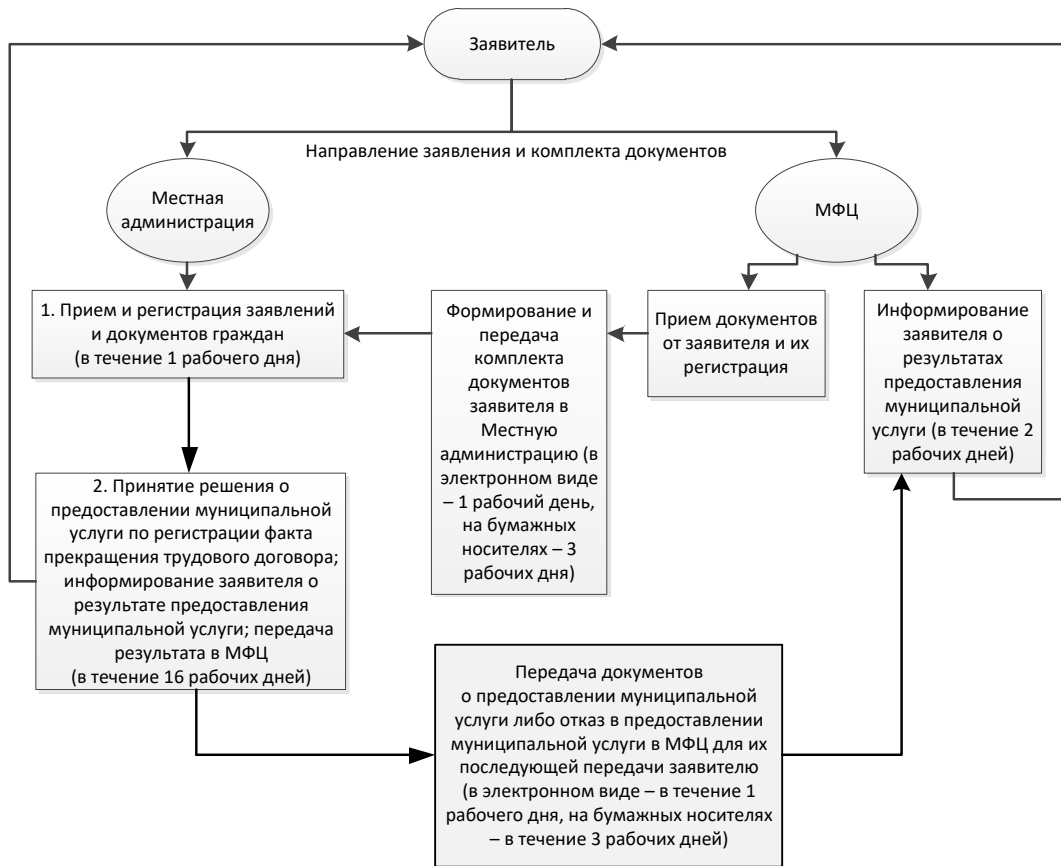 Заявитель
Направление заявления и комплекта документов
Местная
администрация
МФЦ
1. Прием и регистрация заявлений
и документов граждан
(в течение 1 рабочего дня)
Формирование и
передача
комплекта
документов
заявителя в
Местную
администрацию (в
электронном виде
– 1 рабочий день,
на бумажных
носителях – 3
рабочих дня)
Прием документов
от заявителя и их
регистрация
Информирование
заявителя о
результатах
предоставления
муниципальной
услуги (в течение 2
рабочих дней)
2. Принятие решения о
предоставлении муниципальной
услуги по регистрации факта
прекращения трудового договора;
информирование заявителя о
результате предоставления
муниципальной услуги; передача
результата в МФЦ
(в течение 16 рабочих дней)
Передача документов
о предоставлении муниципальной
услуги либо отказ в предоставлении
муниципальной услуги в МФЦ для их
последующей передачи заявителю
(в электронном виде – в течение 1
рабочего дня, на бумажных носителях
– в течение 3 рабочих дней)